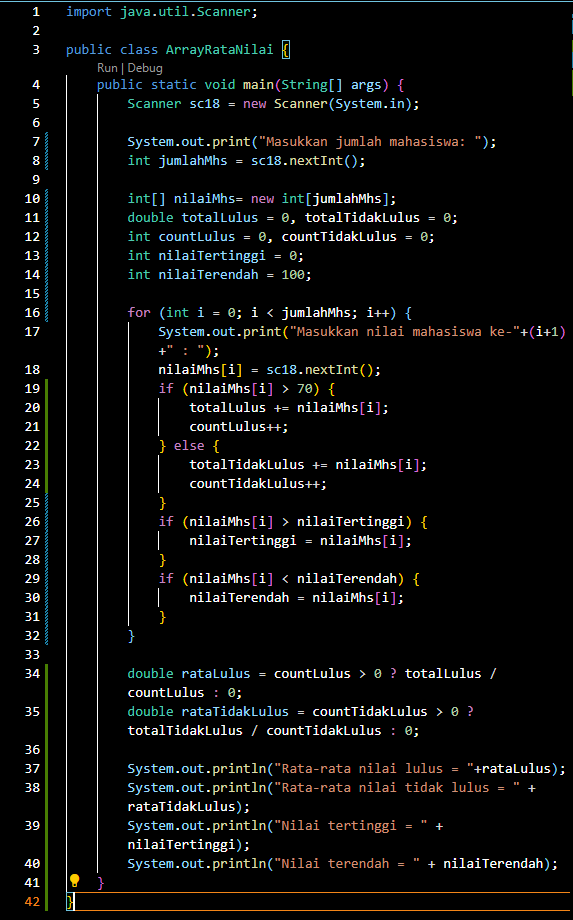 1 import java.util.Scanner;
2
3 public class ArrayRataNilai {
Run | Debug
4 public static void main(String[] args) {
5 Scanner sc18 = new Scanner(System.in);
6
7 System.out.print("Masukkan jumlah mahasiswa: ");
8 int jumlahMhs = sc18.nextInt();
9
10 int[] nilaiMhs= new int[jumlahMhs];
11 double totalLulus = 0, totalTidakLulus = 0;
12 int countLulus = 0, countTidakLulus = 0;
13 int nilaiTertinggi = 0;
14 int nilaiTerendah = 100;
15
16 for (int i = 0; i < jumlahMhs; i++) {
17 System.out.print("Masukkan nilai mahasiswa ke-"+(i+1)
+" : ");
18 nilaiMhs[i] = sc18.nextInt();
19 if (nilaiMhs[i] > 70) {
20 totalLulus += nilaiMhs[i];
21 countLulus++;
22 } else {
23 totalTidakLulus += nilaiMhs[i];
24 countTidakLulus++;
25 }
26 if (nilaiMhs[i] > nilaiTertinggi) {
27 nilaiTertinggi = nilaiMhs[i];
28 }
29 if (nilaiMhs[i] < nilaiTerendah) {
30 nilaiTerendah = nilaiMhs[i];
31 }
32 }
33
34 double rataLulus = countLulus > 0 ? totalLulus /
countLulus : 0;
35 double rataTidakLulus = countTidakLulus > 0 ?
totalTidakLulus / countTidakLulus : 0;
36
37 System.out.println("Rata-rata nilai lulus = "+rataLulus);
38 System.out.println("Rata-rata nilai tidak lulus = " +
rataTidakLulus);
39 System.out.println("Nilai tertinggi = " +
nilaiTertinggi);
40 System.out.println("Nilai terendah = " + nilaiTerendah);
41 }
42 }